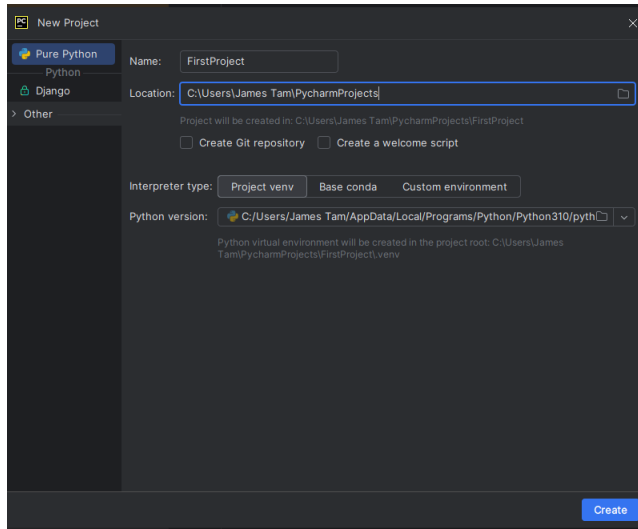 PC New Project
Pure Python
Python
Django
Other
Name: FirstProject
Location: C:\Users\James Tam\PycharmProjects
Project will be created in: C:\Users\James Tam\PycharmProjects\FirstProject
Create Git repository Create a welcome script
Interpreter type: Project venv Base conda Custom environment
Python version: C:/Users/James Tam/AppData/Local/Programs/Python/Python310/pyth
Python virtual environment will be created in the project root: C:\Users\James
Tam\PycharmProjects\FirstProject\.venv
Create